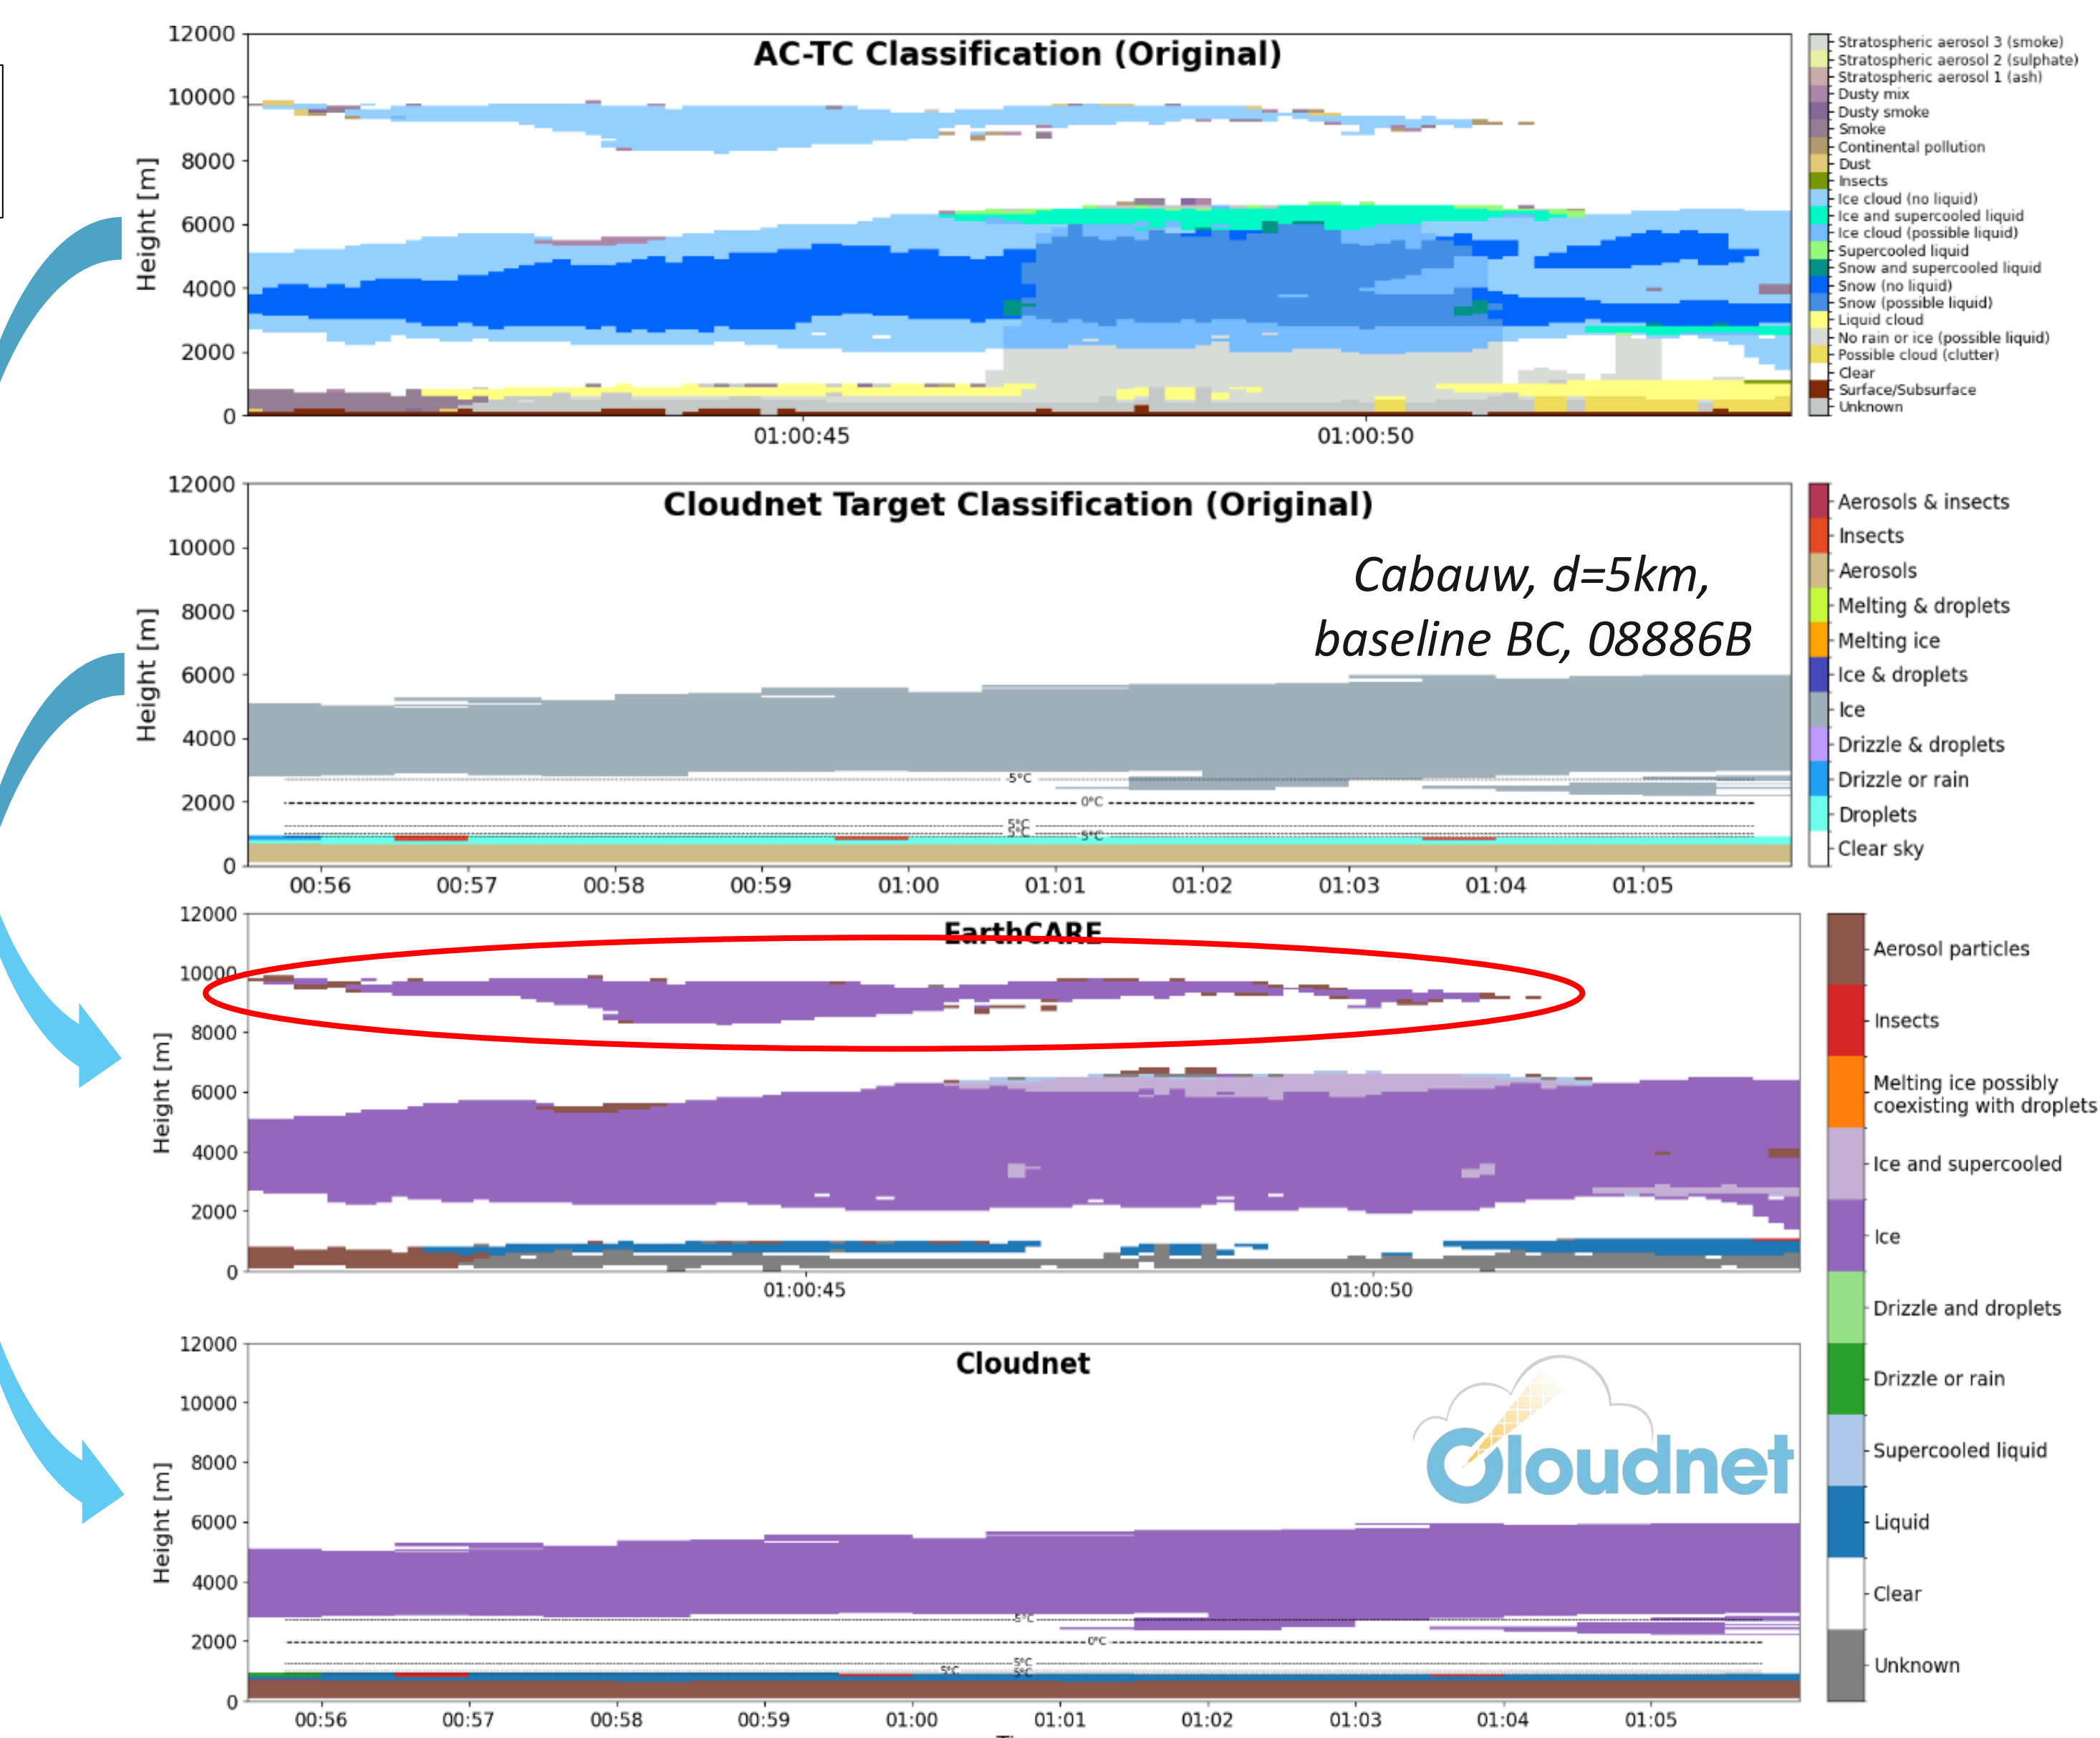 AC-TC Classification (Original)
Height [m]
12000
10000
8000
6000
4000
2000
0
01:00:45
01:00:50
Stratospheric aerosol 3 (smoke)
Stratospheric aerosol 2 (sulphate)
Stratospheric aerosol 1 (ash)
Dusty mix
Dusty smoke
Smoke
Continental pollution
Dust
Insects
Ice cloud (no liquid)
Ice and supercooled liquid
Ice cloud (possible liquid)
Supercooled liquid
Snow and supercooled liquid
Snow (no liquid)
Snow (possible liquid)
Liquid cloud
No rain or ice (possible liquid)
Possible cloud (clutter)
Clear
Surface/Subsurface
Unknown
Cloudnet Target Classification (Original)
Cabauw, d=5km,
baseline BC, 08886B
Height [m]
12000
10000
8000
6000
4000
2000
0
-5°C
0°C
5°C
5°C
5°C
00:56
00:57
00:58
00:59
01:00
01:01
01:02
01:03
01:04
01:05
Aerosols & insects
Insects
Aerosols
Melting & droplets
Melting ice
Ice & droplets
Ice
Drizzle & droplets
Drizzle or rain
Droplets
Clear sky
EarthCARE
Height [m]
12000
10000
8000
6000
4000
2000
0
01:00:45
01:00:50
Cloudnet
Cloudnet
Height [m]
12000
10000
8000
6000
4000
2000
0
-5°C
0°C
5°C
5°C
5°C
00:56
00:57
00:58
00:59
01:00
01:01
01:02
01:03
01:04
01:05
Aerosol particles
Insects
Melting ice possibly
coexisting with droplets
Ice and supercooled
Ice
Drizzle and droplets
Drizzle or rain
Supercooled liquid
Liquid
Clear
Unknown